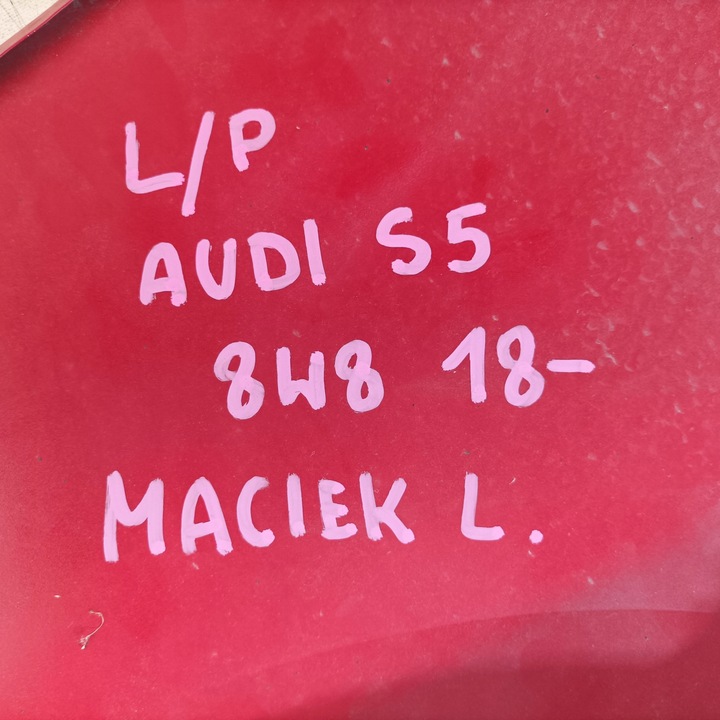 L/P
AUDI S5
8W8 18-
MACIEK L.